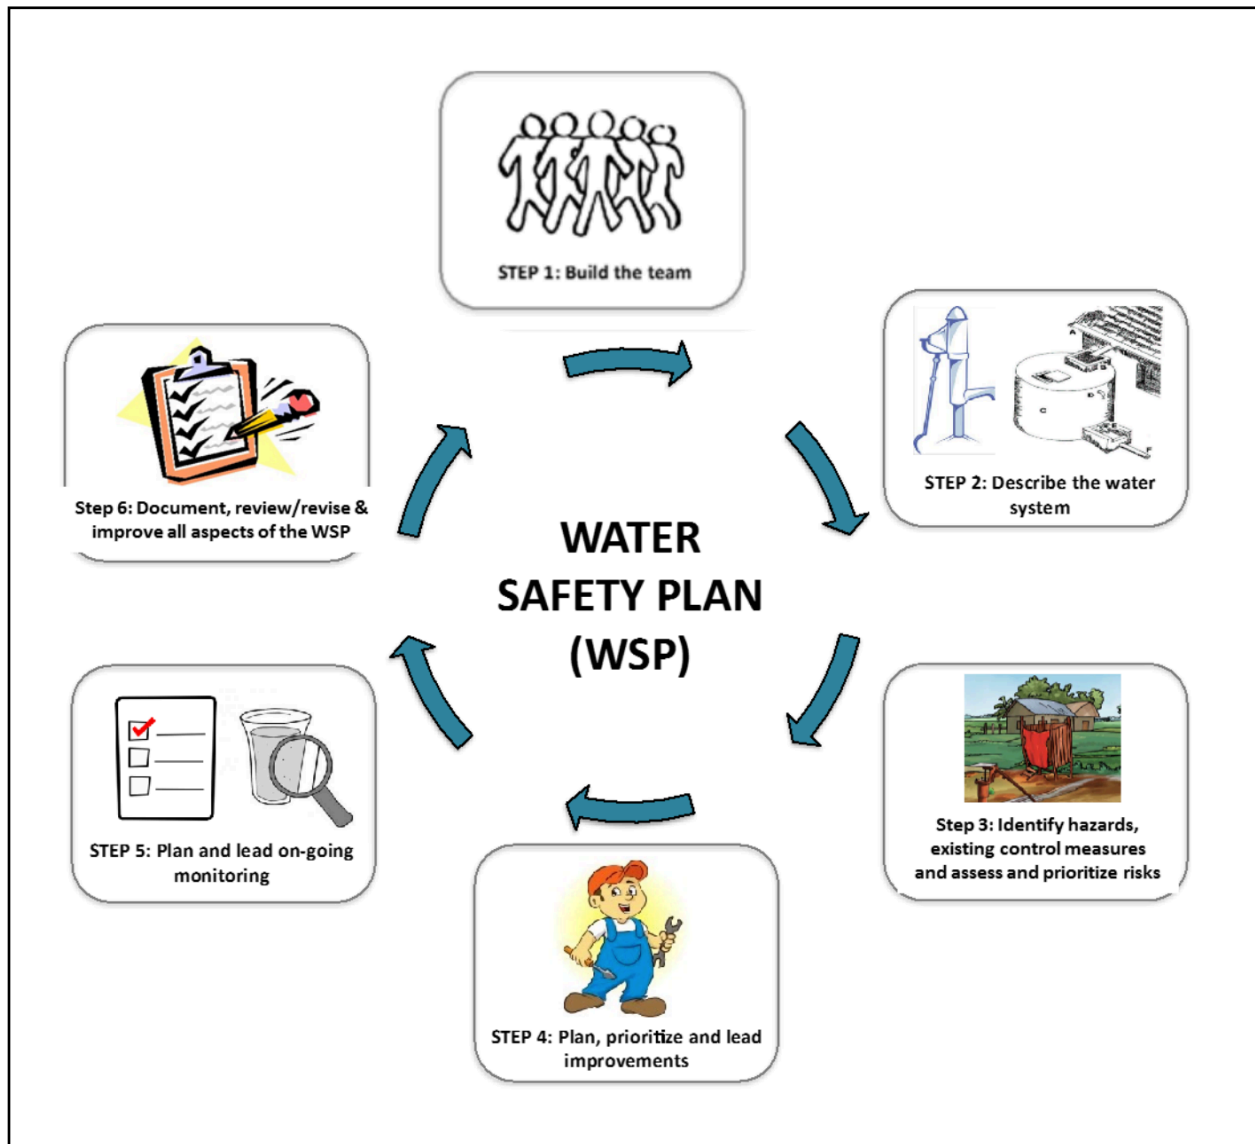 STEP 1: Build the team
STEP 2: Describe the water
system
Step 3: Identify hazards,
existing control measures
and assess and prioritize risks
STEP 4: Plan, prioritize and lead
improvements
STEP 5: Plan and lead on-going
monitoring
Step 6: Document, review/revise &
improve all aspects of the WSP
WATER
SAFETY PLAN
(WSP)